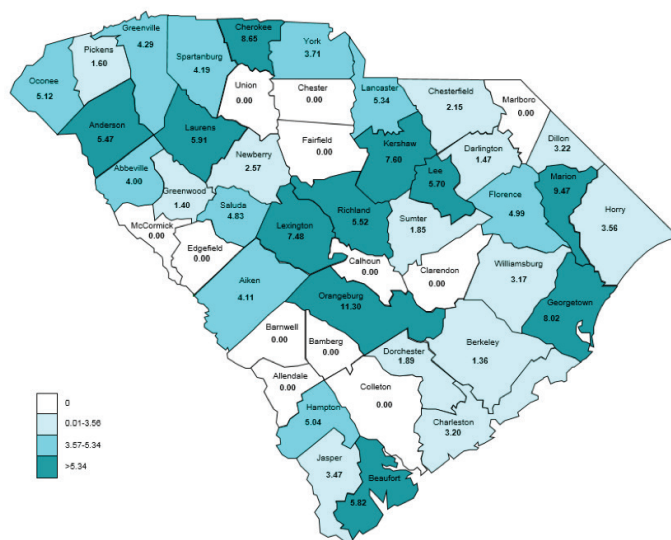 Cherokee
8.65
Greenville
4.29
York
3.71
Pickens
1.60
Spartanburg
4.19
Oconee
5.12
Union
0.00
Chester
0.00
Lancaster
5.34
Chesterfield
2.15
Marlboro
0.00
Anderson
5.47
Laurens
5.91
Fairfield
0.00
Kershaw
7.60
Darlington
1.47
Dillon
3.22
Newberry
2.57
Lee
5.70
Marion
9.47
Abbeville
4.00
Greenwood
1.40
Saluda
4.83
Florence
4.99
Horry
3.56
Richland
5.52
Lexington
7.48
Sumter
1.85
McCormick
0.00
Edgefield
0.00
Calhoun
0.00
Clarendon
0.00
Williamsburg
3.17
Aiken
4.11
Orangeburg
11.30
Georgetown
8.02
Barnwell
0.00
Bamberg
0.00
Berkeley
1.36
Dorchester
1.89
Allendale
0.00
Colleton
0.00
Hampton
5.04
Charleston
3.20
Jasper
3.47
Beaufort
5.82
0
0.01-3.56
3.57-5.34
>5.34